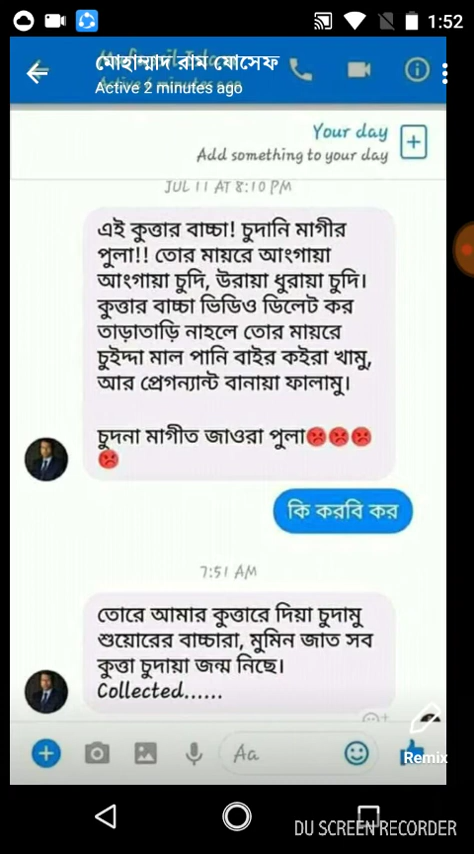 1:52
মোহাম্মাদ রাম যোসেফ
Active 2 minutes ago
Your day
Add something to your day
JUL 11 AT 8:10 PM
এই কুত্তার বাচ্চা! চুদানি মাগীর
পুলা!! তোর মায়রে আংগায়া
আংগায়া চুদি, উরায়া ধুরায়া চুদি।
কুত্তার বাচ্চা ভিডিও ডিলেট কর
তাড়াতাড়ি নাহলে তোর মায়রে
চুইদ্দা মাল পানি বাইর কইরা খামু,
আর প্রেগন্যান্ট বানায়া ফালামু।
চুদনা মাগীত জাওরা পুলা😡😡😡
😡
কি করবি কর
7:51 AM
তোরে আমার কুত্তারে দিয়া চুদামু
শুয়োরের বাচ্চারা, মুমিন জাত সব
কুত্তা চুদায়া জন্ম নিছে।
Collected......
Aa
Remix
DU SCREEN RECORDER